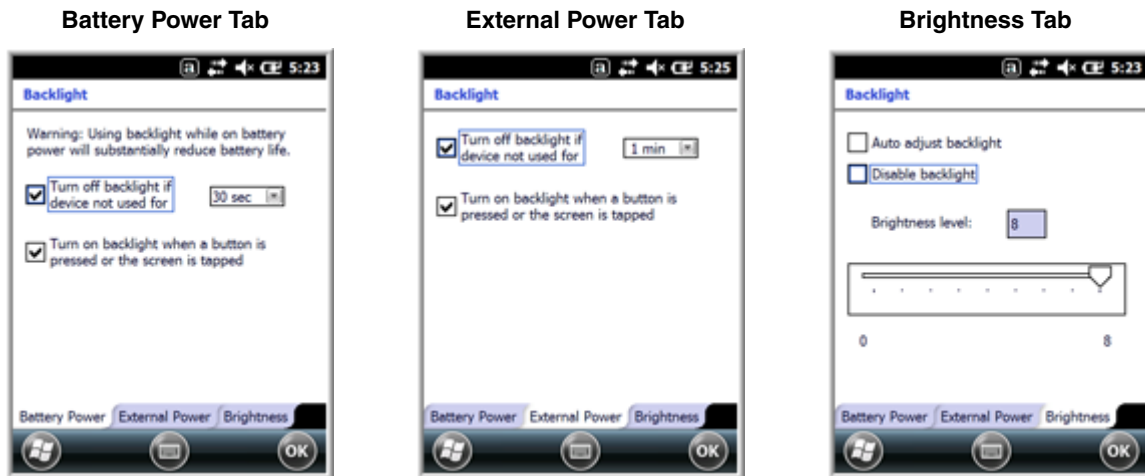 Battery Power Tab
5:23
Backlight
Warning: Using backlight while on battery
power will substantially reduce battery life.
Turn off backlight if
device not used for
30 sec
Turn on backlight when a button is
pressed or the screen is tapped
Battery Power External Power Brightness
OK
External Power Tab
a
5:25
Backlight
Turn off backlight if
device not used for
1 min
Turn on backlight when a button is
pressed or the screen is tapped
Battery Power External Power Brightness
OK
Brightness Tab
a
5:23
Backlight
Auto adjust backlight
Disable backlight
Brightness level: 8
0 8
Battery Power External Power Brightness
OK